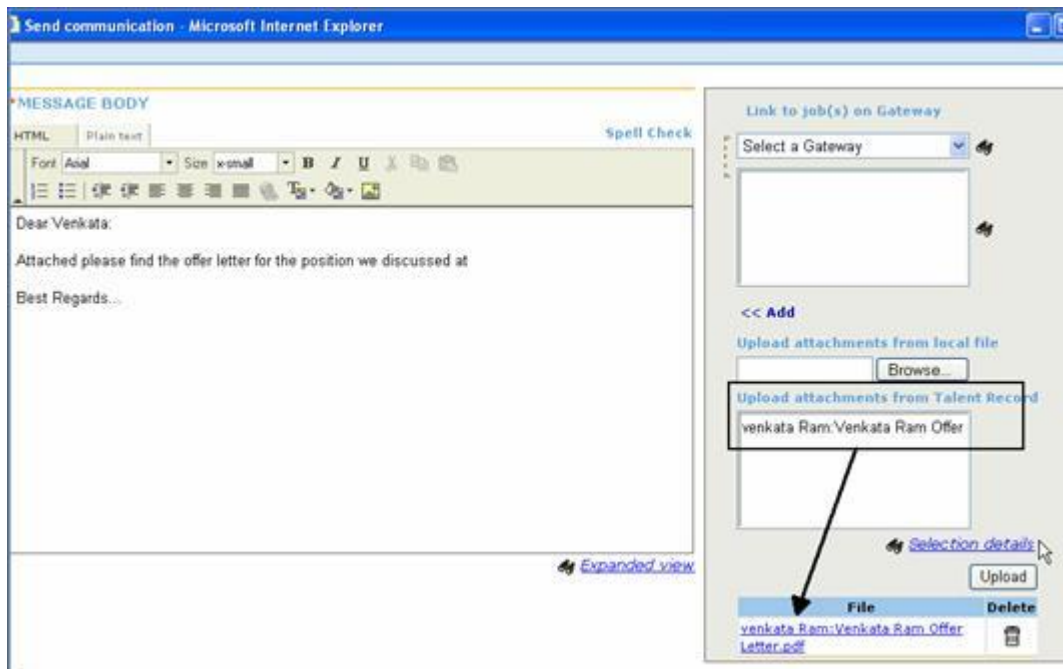 Send communication - Microsoft Internet Explorer
*MESSAGE BODY
HTML Plain text Spell Check
Font Arial Size x-small B I U
Dear Venkata:
Attached please find the offer letter for the position we discussed at
Best Regards...
Expanded view
Link to job(s) on Gateway
Select a Gateway
<< Add
Upload attachments from local file
Browse...
Upload attachments from Talent Record
venkata Ram:Venkata Ram Offer
Selection details
Upload
File Delete
venkata Ram:Venkata Ram Offer
Letter.pdf